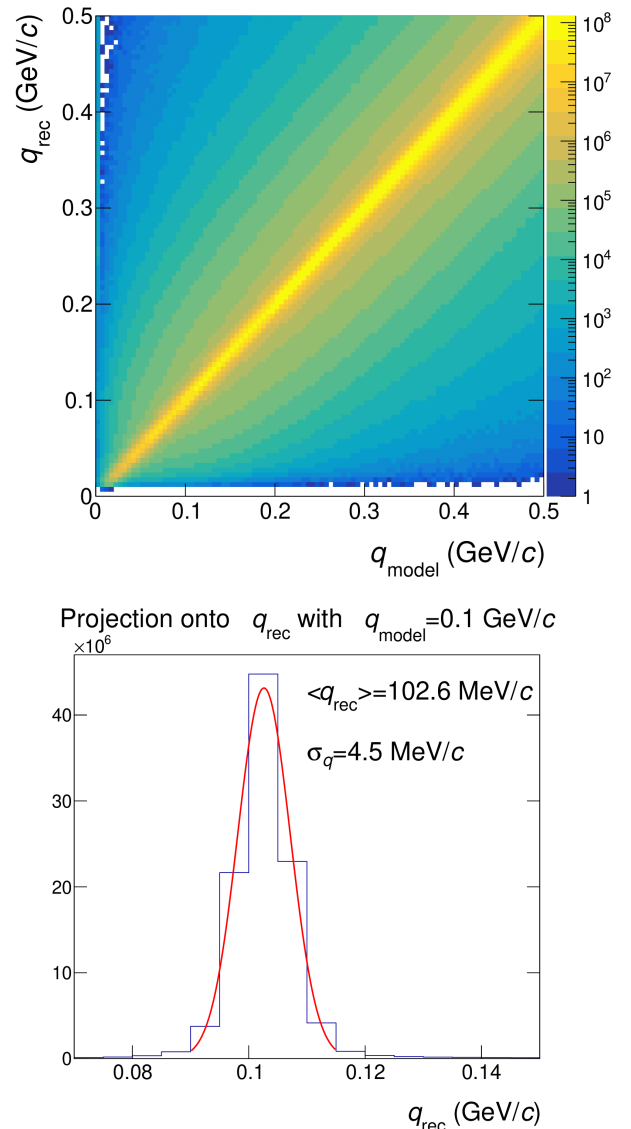 q_rec (GeV/c)
0.5
0.4
0.3
0.2
0.1
0
0 0.1 0.2 0.3 0.4 0.5
q_model (GeV/c)
10^8
10^7
10^6
10^5
10^4
10^3
10^2
10
1
Projection onto q_rec with q_model=0.1 GeV/c
×10^6
<q_rec>=102.6 MeV/c
σ_q=4.5 MeV/c
40
30
20
10
0
0.08 0.1 0.12 0.14
q_rec (GeV/c)